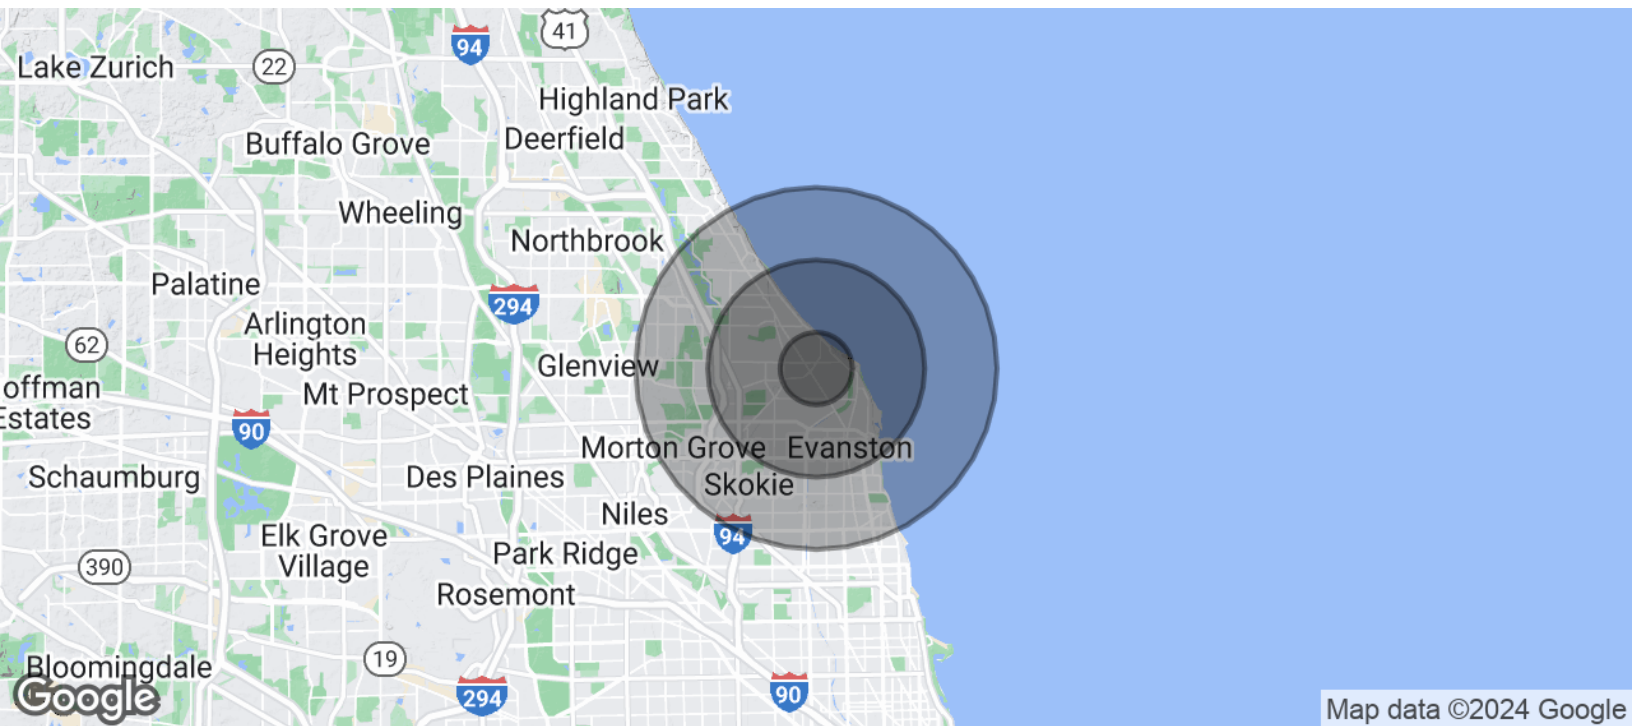 41
94
Lake Zurich
22
Highland Park
Deerfield
Buffalo Grove
Wheeling
Northbrook
Palatine
294
Arlington
Heights
62
Glenview
offman
Estates
Mt Prospect
90
Morton Grove
Evanston
Schaumburg
Des Plaines
Skokie
Niles
94
Elk Grove
Village
Park Ridge
390
Rosemont
19
Bloomingdale
294
90
Google
Map data ©2024 Google